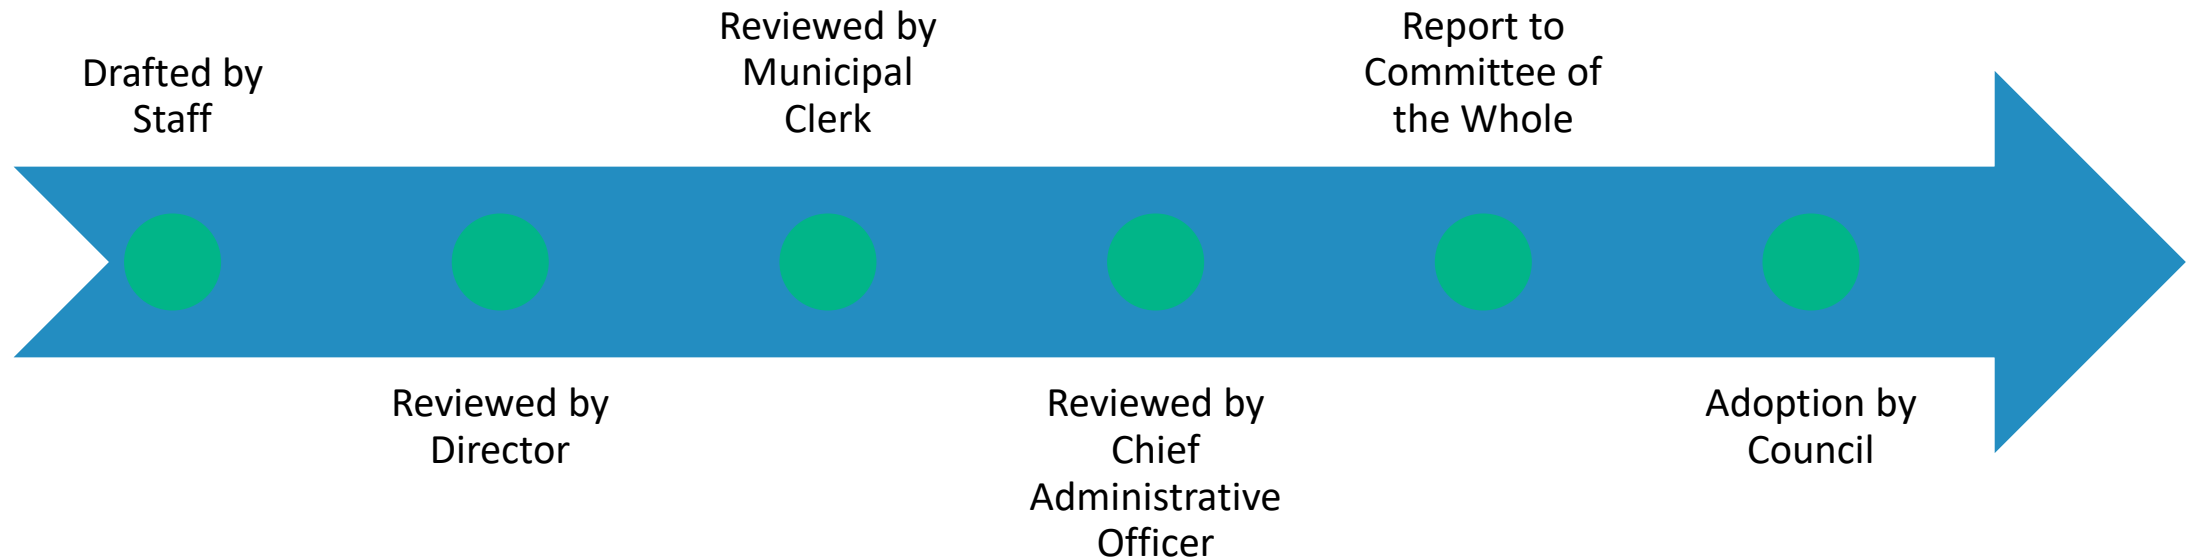 Drafted by
Staff
Reviewed by
Director
Reviewed by
Municipal
Clerk
Reviewed by
Chief
Administrative
Officer
Report to
Committee of
the Whole
Adoption by
Council